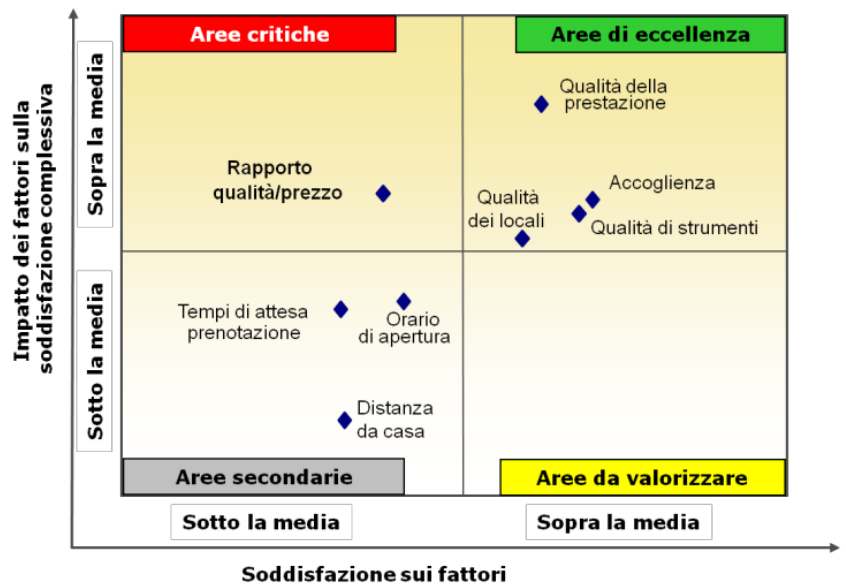 Aree critiche
Aree di eccellenza
Impatto dei fattori sulla
soddisfazione complessiva
Sopra la media
Sotto la media
Qualità della
prestazione
Rapporto
qualità/prezzo
Qualità
dei locali
Accoglienza
Qualità di strumenti
Tempi di attesa
prenotazione
Orario
di apertura
Distanza
da casa
Aree secondarie
Aree da valorizzare
Sotto la media
Sopra la media
Soddisfazione sui fattori